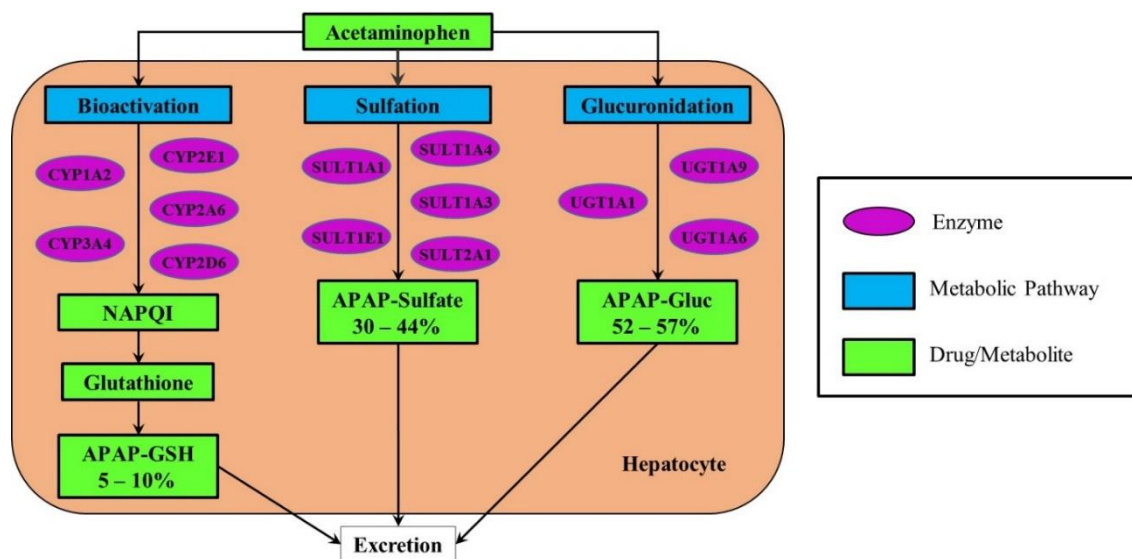 Acetaminophen
Bioactivation
Sulfation
Glucuronidation
CYP1A2
CYP2E1
CYP2A6
CYP3A4
CYP2D6
SULT1A1
SULT1A4
SULT1A3
SULT1E1
SULT2A1
UGT1A9
UGT1A1
UGT1A6
NAPQI
Glutathione
APAP-GSH
5 – 10%
APAP-Sulfate
30 – 44%
APAP-Gluc
52 – 57%
Hepatocyte
Excretion
Enzyme
Metabolic Pathway
Drug/Metabolite